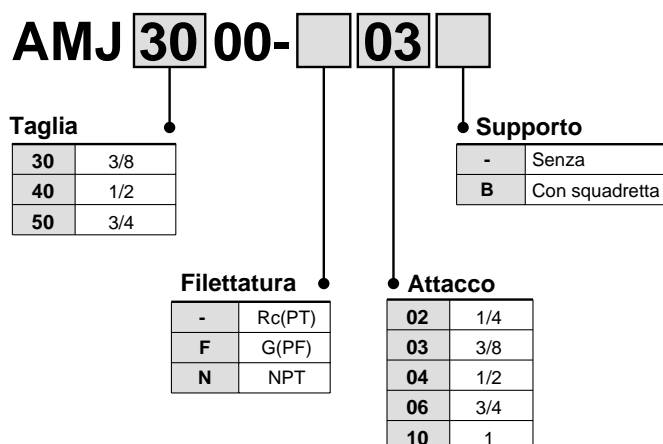 AMJ 30 00- 03
Taglia
30 3/8
40 1/2
50 3/4
Supporto
- Senza
B Con squadretta
Filettatura
- Rc(PT)
F G(PF)
N NPT
Attacco
02 1/4
03 3/8
04 1/2
06 3/4
10 1